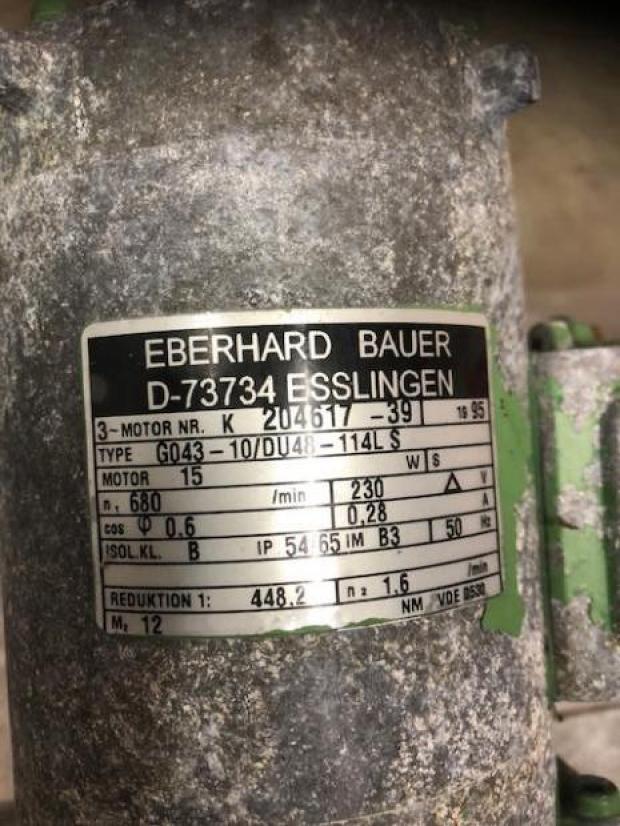 EBERHARD BAUER
D-73734 ESSLINGEN
3~MOTOR NR. K 204617-39 1995
TYPE G043-10/DU48-114L S
MOTOR 15 W S
n₁ 680 /min 230 Δ V
cos φ 0.6 0,28 A
ISOL.KL. B IP 54/65 IM B3 50 Hz
REDUKTION 1: 448.2 n₂ 1,6 /min
M₂ 12 NM VDE 0530